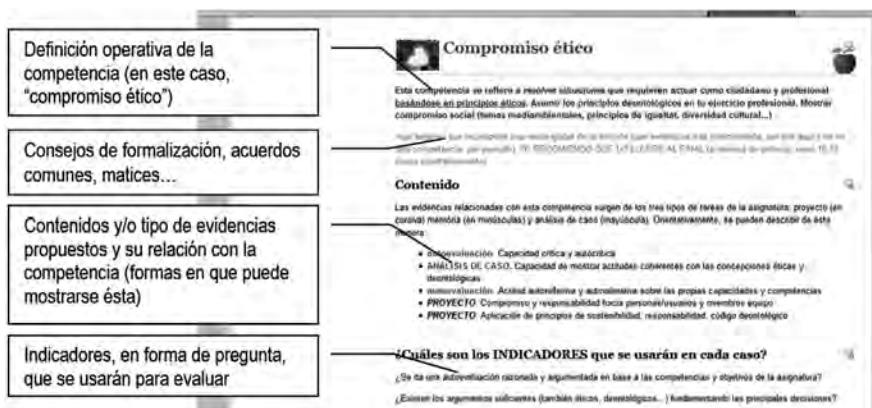 Definición operativa de la
competencia (en este caso,
"compromiso ético")
Consejos de formalización, acuerdos
comunes, matices…
Contenidos y/o tipo de evidencias
propuestos y su relación con la
competencia (formas en que puede
mostrarse ésta)
Indicadores, en forma de pregunta,
que se usarán para evaluar
Compromiso ético
Esta competencia se refiere a resolver situaciones que requieren actuar como ciudadano y profesional
basándose en principios éticos. Asumir los principios deontológicos en tu ejercicio profesional. Mostrar
compromiso social (temas medioambientales, principios de igualtat, diversidad cultural...)
TE RECOMIENDO QUE
Contenido
Las evidencias relacionadas con esta competencia surgen de los tres tipos de tareas de la asignatura: proyecto (en
cursiva) memoria (en minúsculas) y análisis de caso (mayúscula). Orientativamente, se pueden describir de esta
manera:
autoevaluación. Capacidad crítica y autocrítica
ANÁLISIS DE CASO. Capacidad de mostrar actitudes coherentes con las concepciones éticas y
deontológicas
Actitud autorreflexiva y autovalorativa sobre las propias capacidades y competencias
PROYECTO. Compromiso y responsabilidad hacia personas/usuarios y miembros equipo
PROYECTO. Aplicación de principios de sostenibilidad, responsabilidad, código deontológico
¿Cuáles son los INDICADORES que se usarán en cada caso?
¿Se da una autoevaluación razonada y argumentada en base a las competencias y objetivos de la asignatura?
¿Existen los argumentos suficientes (también éticos, deontológicos...) fundamentando las principales decisiones?